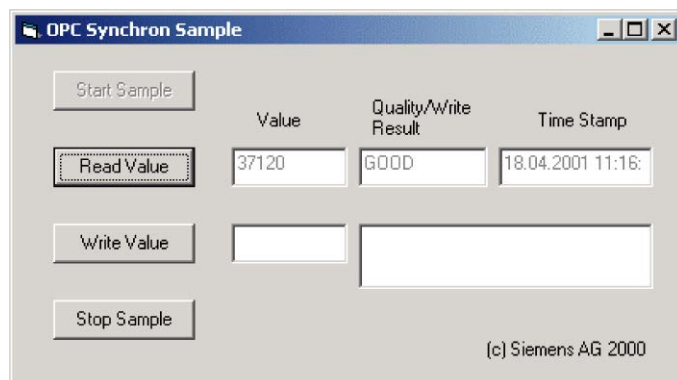 OPC Synchron Sample
Start Sample
Value
Quality/Write
Result
Time Stamp
Read Value
37120
GOOD
18.04.2001 11:16:
Write Value
Stop Sample
(c) Siemens AG 2000